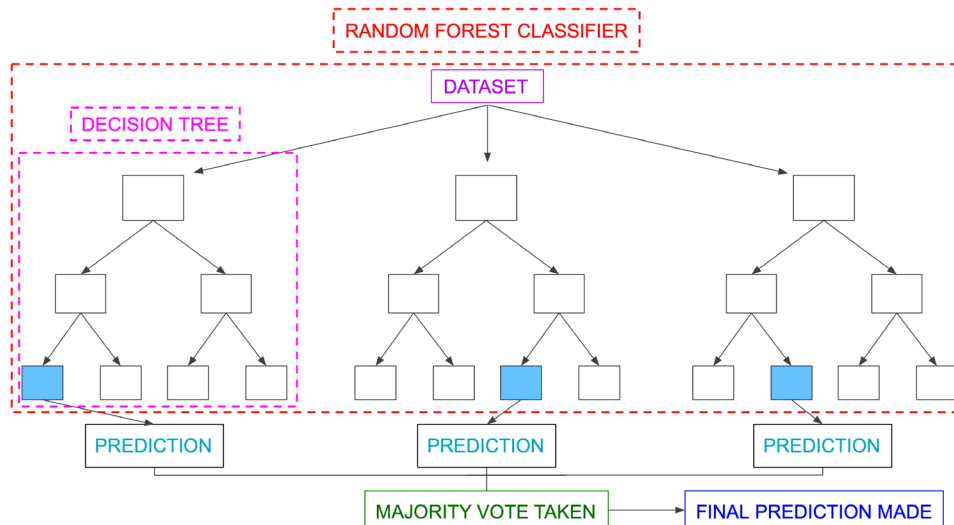 RANDOM FOREST CLASSIFIER
DATASET
DECISION TREE
PREDICTION
PREDICTION
PREDICTION
MAJORITY VOTE TAKEN
FINAL PREDICTION MADE